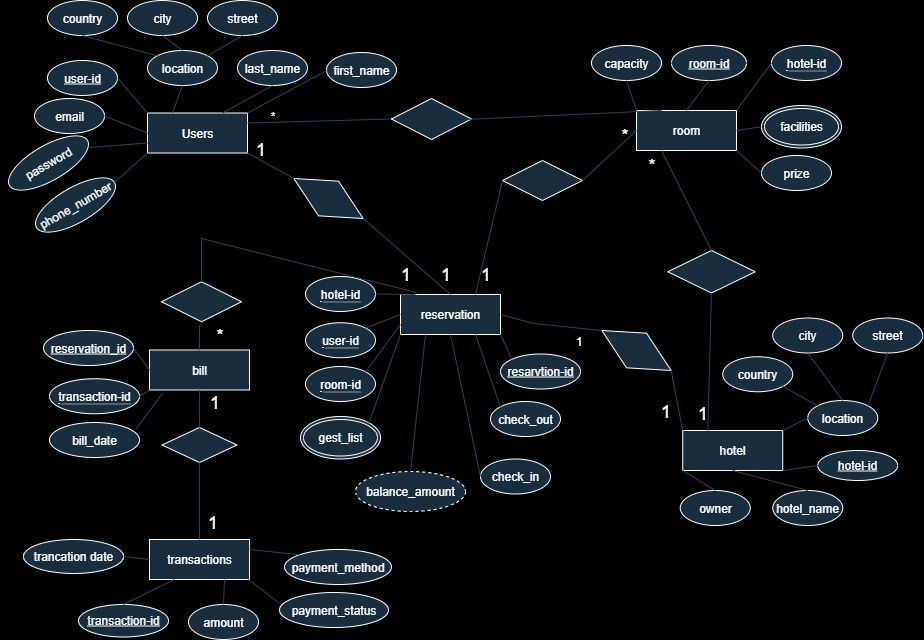 country
city
street
location
last_name
first_name
user-id
email
password
phone_number
Users
*
1
capacity
room-id
hotel-id
room
facilities
prize
*
*
1
1
1
hotel-id
reservation
user-id
room-id
gest_list
balance_amount
resarvtion-id
check_out
check_in
*
reservation_id
bill
transaction-id
bill_date
1
1
1
1
1
city
street
country
location
hotel
hotel-id
owner
hotel_name
trancation date
transactions
payment_method
transaction-id
amount
payment_status